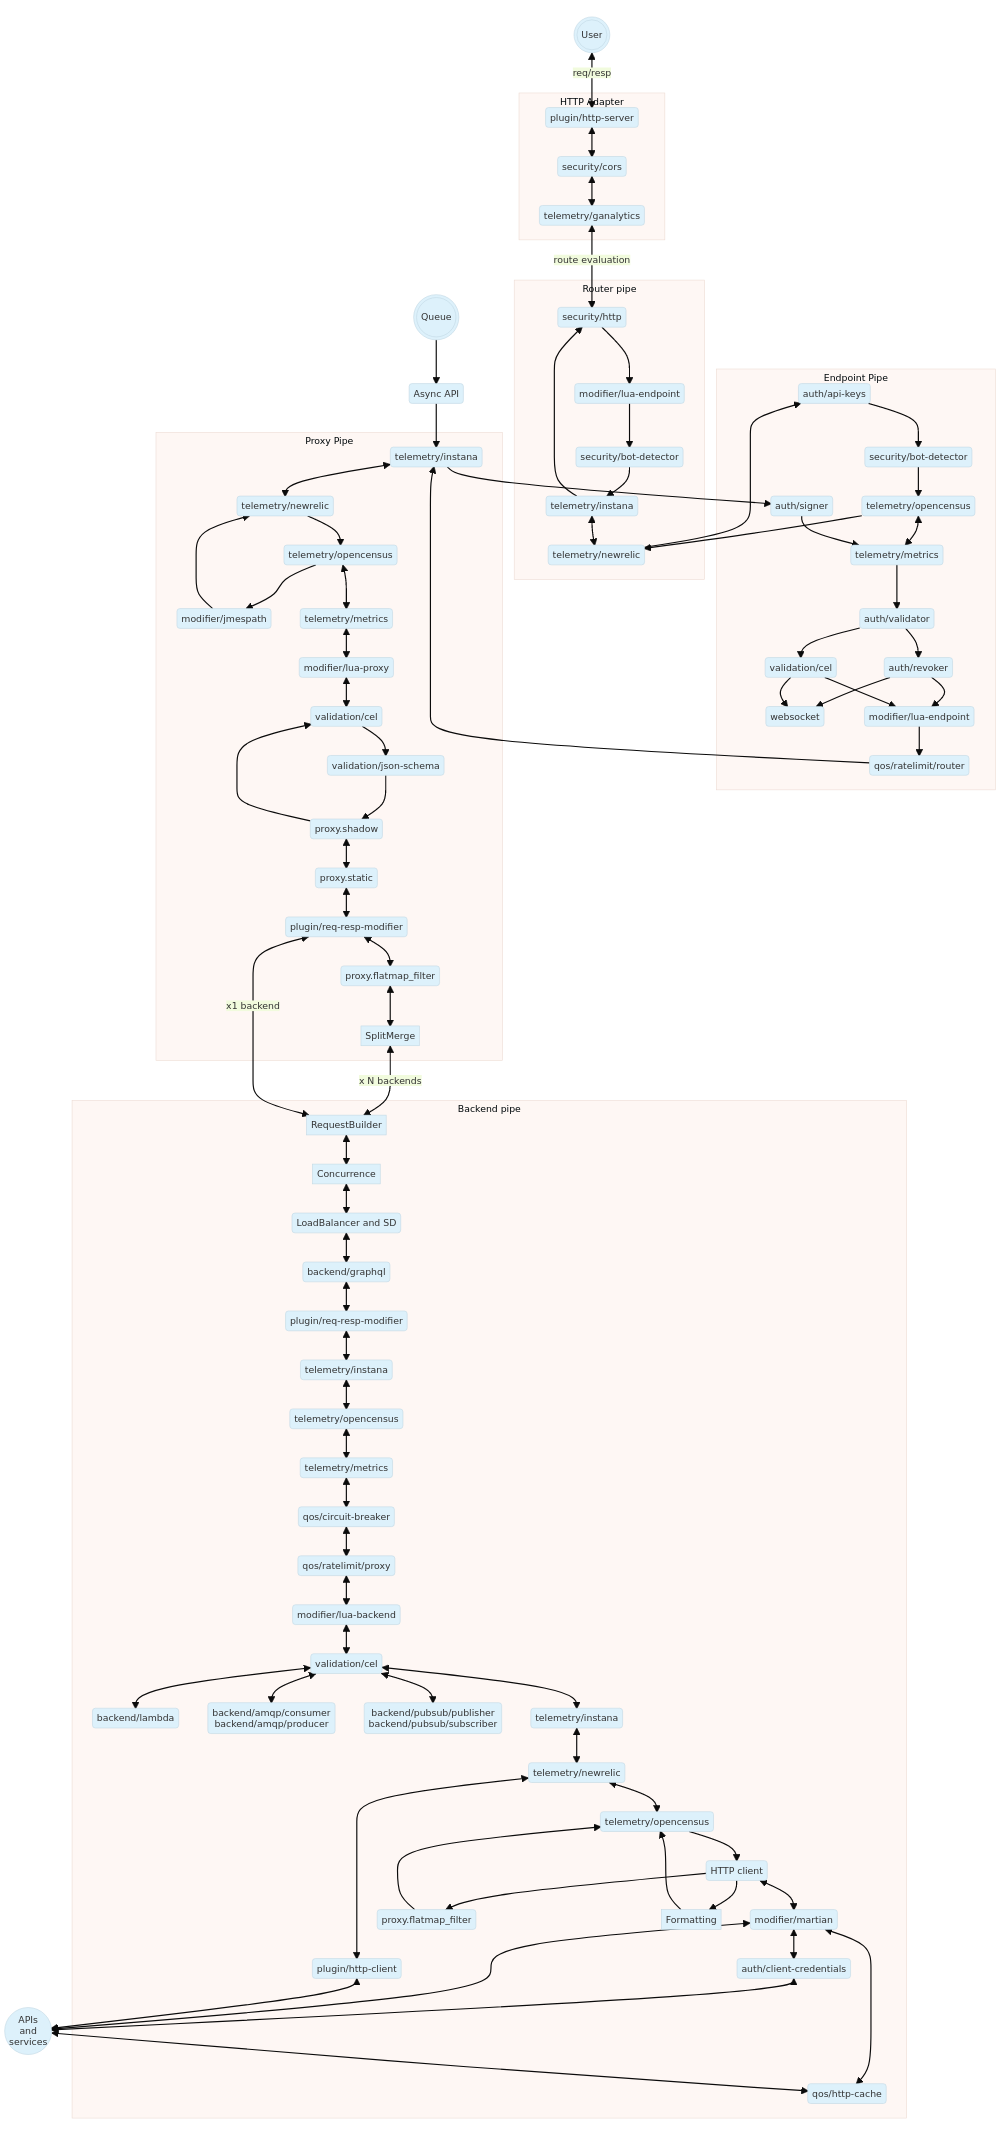 User
req/resp
HTTP Adapter
plugin/http-server
security/cors
telemetry/ganalytics
route evaluation
Router pipe
security/http
modifier/lua-endpoint
security/bot-detector
telemetry/instana
telemetry/newrelic
Queue
Async API
Endpoint Pipe
auth/api-keys
security/bot-detector
auth/signer
telemetry/opencensus
telemetry/metrics
auth/validator
validation/cel
auth/revoker
websocket
modifier/lua-endpoint
qos/ratelimit/router
Proxy Pipe
telemetry/instana
telemetry/newrelic
telemetry/opencensus
modifier/jmespath
telemetry/metrics
modifier/lua-proxy
validation/cel
validation/json-schema
proxy.shadow
proxy.static
plugin/req-resp-modifier
proxy.flatmap_filter
x1 backend
SplitMerge
x N backends
Backend pipe
RequestBuilder
Concurrence
LoadBalancer and SD
backend/graphql
plugin/req-resp-modifier
telemetry/instana
telemetry/opencensus
telemetry/metrics
qos/circuit-breaker
qos/ratelimit/proxy
modifier/lua-backend
validation/cel
backend/lambda
backend/amqp/consumer
backend/amqp/producer
backend/pubsub/publisher
backend/pubsub/subscriber
telemetry/instana
telemetry/newrelic
telemetry/opencensus
HTTP client
proxy.flatmap_filter
Formatting
modifier/martian
plugin/http-client
auth/client-credentials
APIs
and
services
qos/http-cache